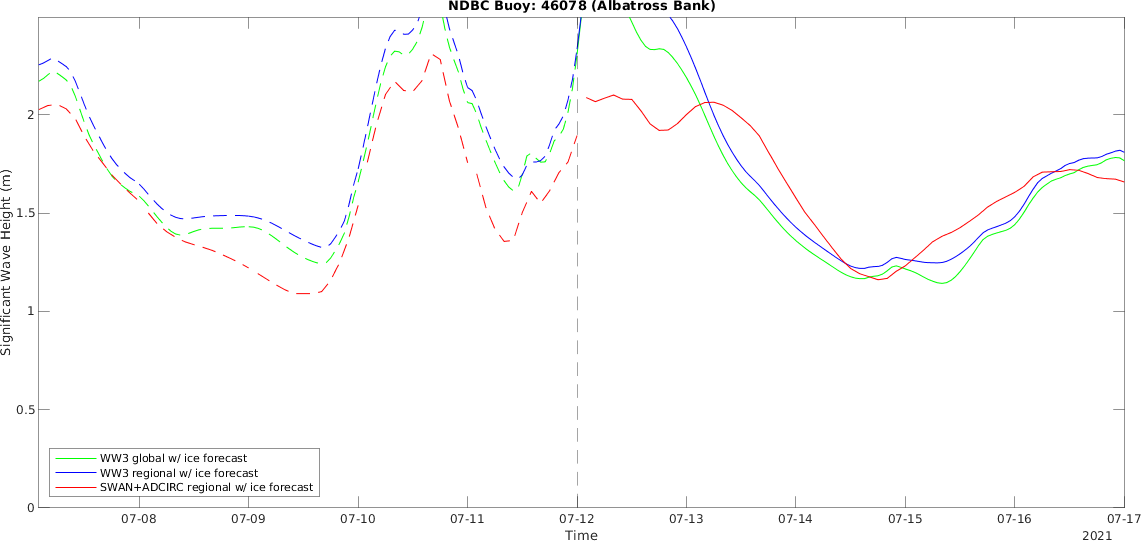 NDBC Buoy: 46078 (Albatross Bank)
Significant Wave Height (m)
2
1.5
1
0.5
0
WW3 global w/ ice forecast
WW3 regional w/ ice forecast
SWAN+ADCIRC regional w/ ice forecast
07-08 07-09 07-10 07-11 07-12 07-13 07-14 07-15 07-16 07-17
Time
2021